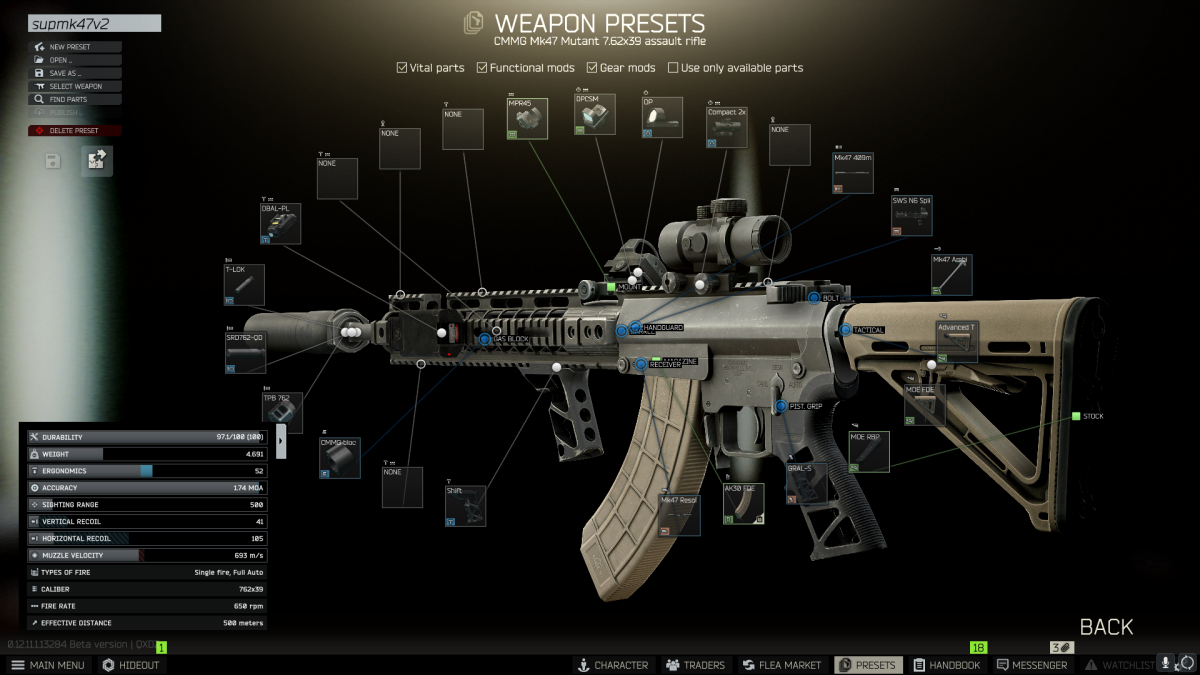 supmk47v2
WEAPON PRESETS
CMMG Mk47 Mutant 7.62x39 assault rifle
NEW PRESET
OPEN ..
SAVE AS ..
SELECT WEAPON
FIND PARTS
PUBLISH ..
DELETE PRESET
Vital parts
Functional mods
Gear mods
Use only available parts
NONE
NONE
NONE
MPR45
DPCSM
DP
Compact 2x
NONE
Mk47 409m
SWS N6 Spli
Mk47 Ambi
DBAL-PL
T-LOK
SRD762-QD
TPB 762
CMMG bloc
NONE
Shift
MOUNT
HANDGUARD
GAS BLOCK
RECEIVER
BOLT
TACTICAL
PIST. GRIP
STOCK
Advanced T
MOE FDE
MOE RBP
GRAL-S
AK30 FDE
Mk47 Resol
DURABILITY 97.1/100 (100)
WEIGHT 4.691
ERGONOMICS 52
ACCURACY 1.74 MOA
SIGHTING RANGE 500
VERTICAL RECOIL 41
HORIZONTAL RECOIL 105
MUZZLE VELOCITY 693 m/s
TYPES OF FIRE Single fire, Full Auto
CALIBER 762x39
FIRE RATE 650 rpm
EFFECTIVE DISTANCE 500 meters
BACK
0.12.11.1.13284 Beta version
1
18
3
MAIN MENU
HIDEOUT
CHARACTER
TRADERS
FLEA MARKET
PRESETS
HANDBOOK
MESSENGER
WATCHLIST